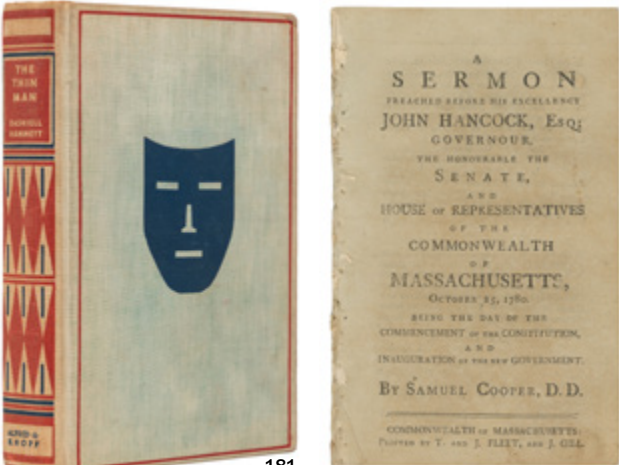 THE
THIN
MAN
DASHIELL
HAMMETT
ALFRED A
KNOPF
181
A
SERMON
PREACHED BEFORE HIS EXCELLENCY
JOHN HANCOCK, Esq;
GOVERNOUR,
THE HONOURABLE THE
SENATE,
AND
HOUSE OF REPRESENTATIVES
OF THE
COMMONWEALTH
OF
MASSACHUSETTS,
OCTOBER 25, 1780.
BEING THE DAY OF THE
COMMENCEMENT OF THE CONSTITUTION,
AND
INAUGURATION OF THE NEW GOVERNMENT.
BY SAMUEL COOPER, D. D.
COMMONWEALTH OF MASSACHUSETTS:
PRINTED BY T. AND J. FLEET, AND J. GILL.